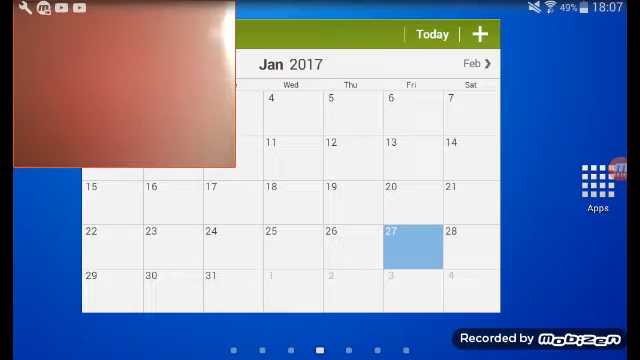 49% 18:07
Today +
Jan 2017
Feb
Wed Thu Fri Sat
4 5 6 7
11 12 13 14
15 16 17 18 19 20 21
22 23 24 25 26 27 28
29 30 31 1 2 3 4
Apps
Recorded by MOBIZEN